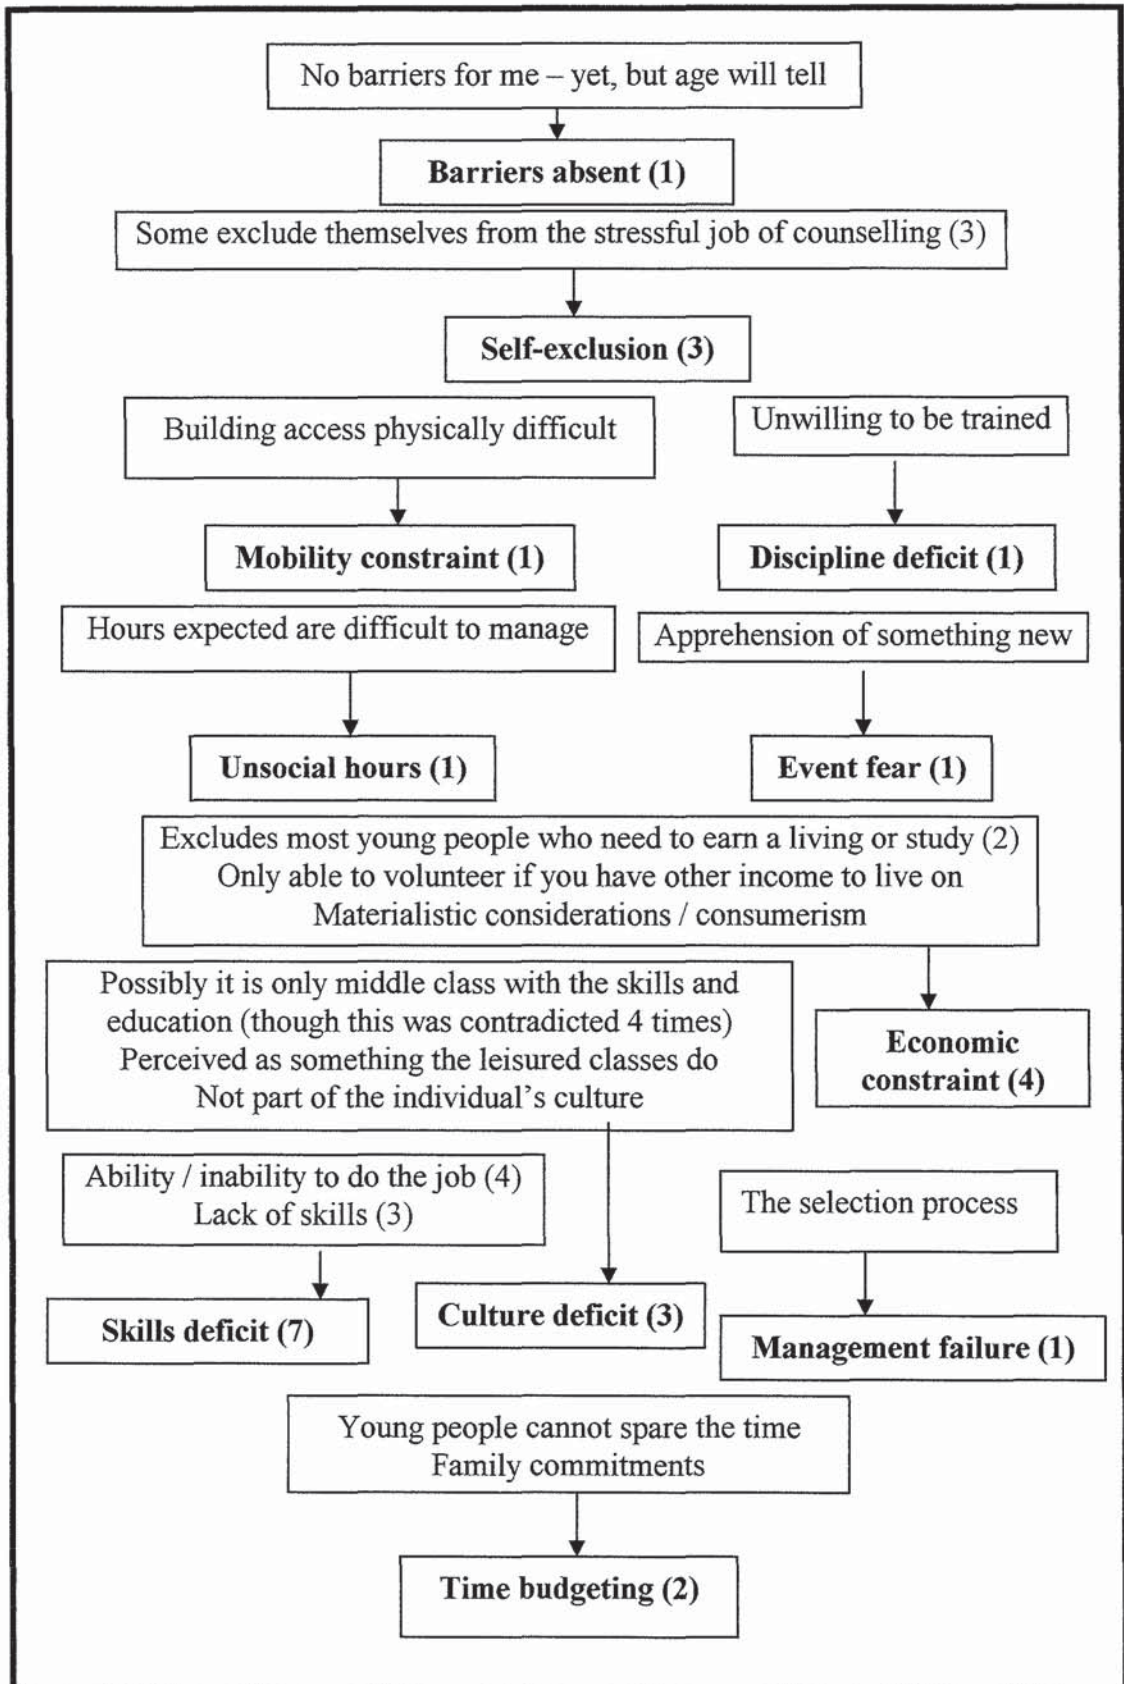 No barriers for me – yet, but age will tell
Barriers absent (1)
Some exclude themselves from the stressful job of counselling (3)
Self-exclusion (3)
Building access physically difficult
Unwilling to be trained
Mobility constraint (1)
Discipline deficit (1)
Hours expected are difficult to manage
Apprehension of something new
Unsocial hours (1)
Event fear (1)
Excludes most young people who need to earn a living or study (2)
Only able to volunteer if you have other income to live on
Materialistic considerations / consumerism
Possibly it is only middle class with the skills and
education (though this was contradicted 4 times)
Perceived as something the leisured classes do
Not part of the individual's culture
Economic
constraint (4)
Ability / inability to do the job (4)
Lack of skills (3)
The selection process
Skills deficit (7)
Culture deficit (3)
Management failure (1)
Young people cannot spare the time
Family commitments
Time budgeting (2)